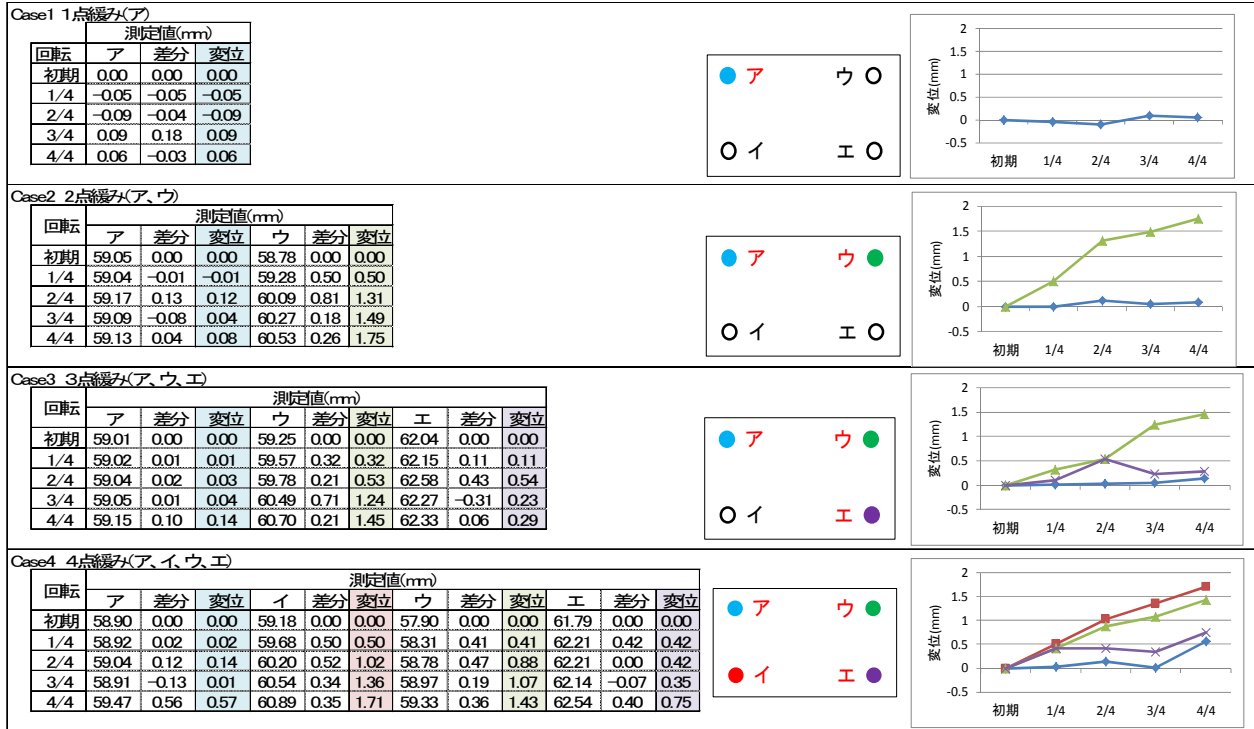 Case1 1点緩み(ア)
測定値(mm)
回転 ア 差分 変位
初期 0.00 0.00 0.00
1/4 -0.05 -0.05 -0.05
2/4 -0.09 -0.04 -0.09
3/4 0.09 0.18 0.09
4/4 0.06 -0.03 0.06
ア ウ
イ エ
変位(mm)
2
1.5
1
0.5
0
-0.5
初期 1/4 2/4 3/4 4/4
Case2 2点緩み(ア、ウ)
回転 測定値(mm)
ア 差分 変位 ウ 差分 変位
初期 59.05 0.00 0.00 58.78 0.00 0.00
1/4 59.04 -0.01 -0.01 59.28 0.50 0.50
2/4 59.17 0.13 0.12 60.09 0.81 1.31
3/4 59.09 -0.08 0.04 60.27 0.18 1.49
4/4 59.13 0.04 0.08 60.53 0.26 1.75
ア ウ
イ エ
変位(mm)
2
1.5
1
0.5
0
-0.5
初期 1/4 2/4 3/4 4/4
Case3 3点緩み(ア、ウ、エ)
回転 測定値(mm)
ア 差分 変位 ウ 差分 変位 エ 差分 変位
初期 59.01 0.00 0.00 59.25 0.00 0.00 62.04 0.00 0.00
1/4 59.02 0.01 0.01 59.57 0.32 0.32 62.15 0.11 0.11
2/4 59.04 0.02 0.03 59.78 0.21 0.53 62.58 0.43 0.54
3/4 59.05 0.01 0.04 60.49 0.71 1.24 62.27 -0.31 0.23
4/4 59.15 0.10 0.14 60.70 0.21 1.45 62.33 0.06 0.29
ア ウ
イ エ
変位(mm)
2
1.5
1
0.5
0
-0.5
初期 1/4 2/4 3/4 4/4
Case4 4点緩み(ア、イ、ウ、エ)
回転 測定値(mm)
ア 差分 変位 イ 差分 変位 ウ 差分 変位 エ 差分 変位
初期 58.90 0.00 0.00 59.18 0.00 0.00 57.90 0.00 0.00 61.79 0.00 0.00
1/4 58.92 0.02 0.02 59.68 0.50 0.50 58.31 0.41 0.41 62.21 0.42 0.42
2/4 59.04 0.12 0.14 60.20 0.52 1.02 58.78 0.47 0.88 62.21 0.00 0.42
3/4 58.91 -0.13 0.01 60.54 0.34 1.36 58.97 0.19 1.07 62.14 -0.07 0.35
4/4 59.47 0.56 0.57 60.89 0.35 1.71 59.33 0.36 1.43 62.54 0.40 0.75
ア ウ
イ エ
変位(mm)
2
1.5
1
0.5
0
-0.5
初期 1/4 2/4 3/4 4/4